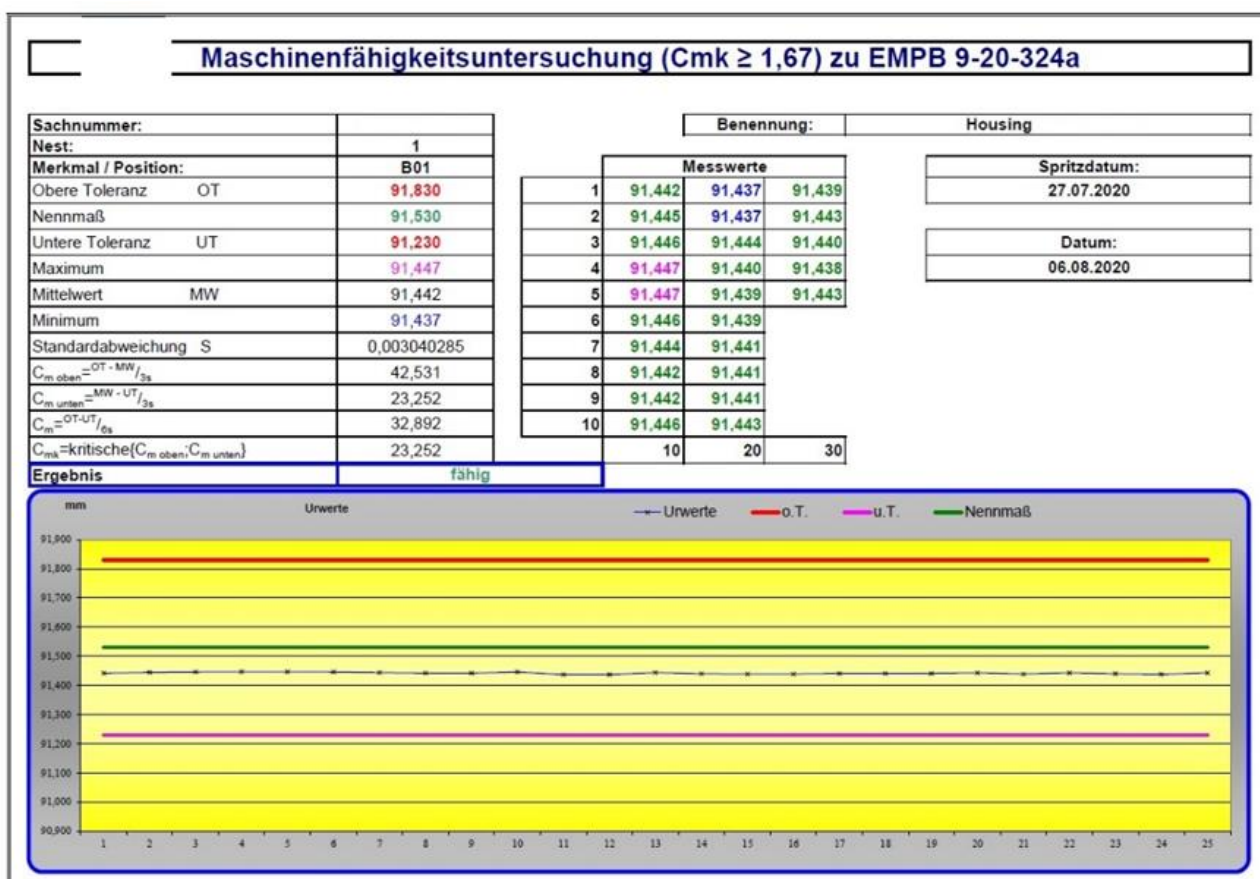 Maschinenfähigkeitsuntersuchung (Cmk ≥ 1,67) zu EMPB 9-20-324a
Sachnummer:
Benennung: Housing
Nest: 1
Merkmal / Position: B01
Messwerte
Spritzdatum:
Obere Toleranz OT 91,830
1 91,442 91,437 91,439
27.07.2020
Nennmaß 91,530
2 91,445 91,437 91,443
Untere Toleranz UT 91,230
3 91,446 91,444 91,440
Datum:
Maximum 91,447
4 91,447 91,440 91,438
06.08.2020
Mittelwert MW 91,442
5 91,447 91,439 91,443
Minimum 91,437
6 91,446 91,439
Standardabweichung S 0,003040285
7 91,444 91,441
Cm oben=OT - MW/3s 42,531
8 91,442 91,441
Cm unten=MW - UT/3s 23,252
9 91,442 91,441
Cm=OT-UT/6s 32,892
10 91,446 91,443
Cmk=kritische{Cm oben;Cm unten} 23,252
10 20 30
Ergebnis fähig
mm Urwerte Urwerte o.T. u.T. Nennmaß
91,900
91,800
91,700
91,600
91,500
91,400
91,300
91,200
91,100
91,000
90,900
1 2 3 4 5 6 7 8 9 10 11 12 13 14 15 16 17 18 19 20 21 22 23 24 25